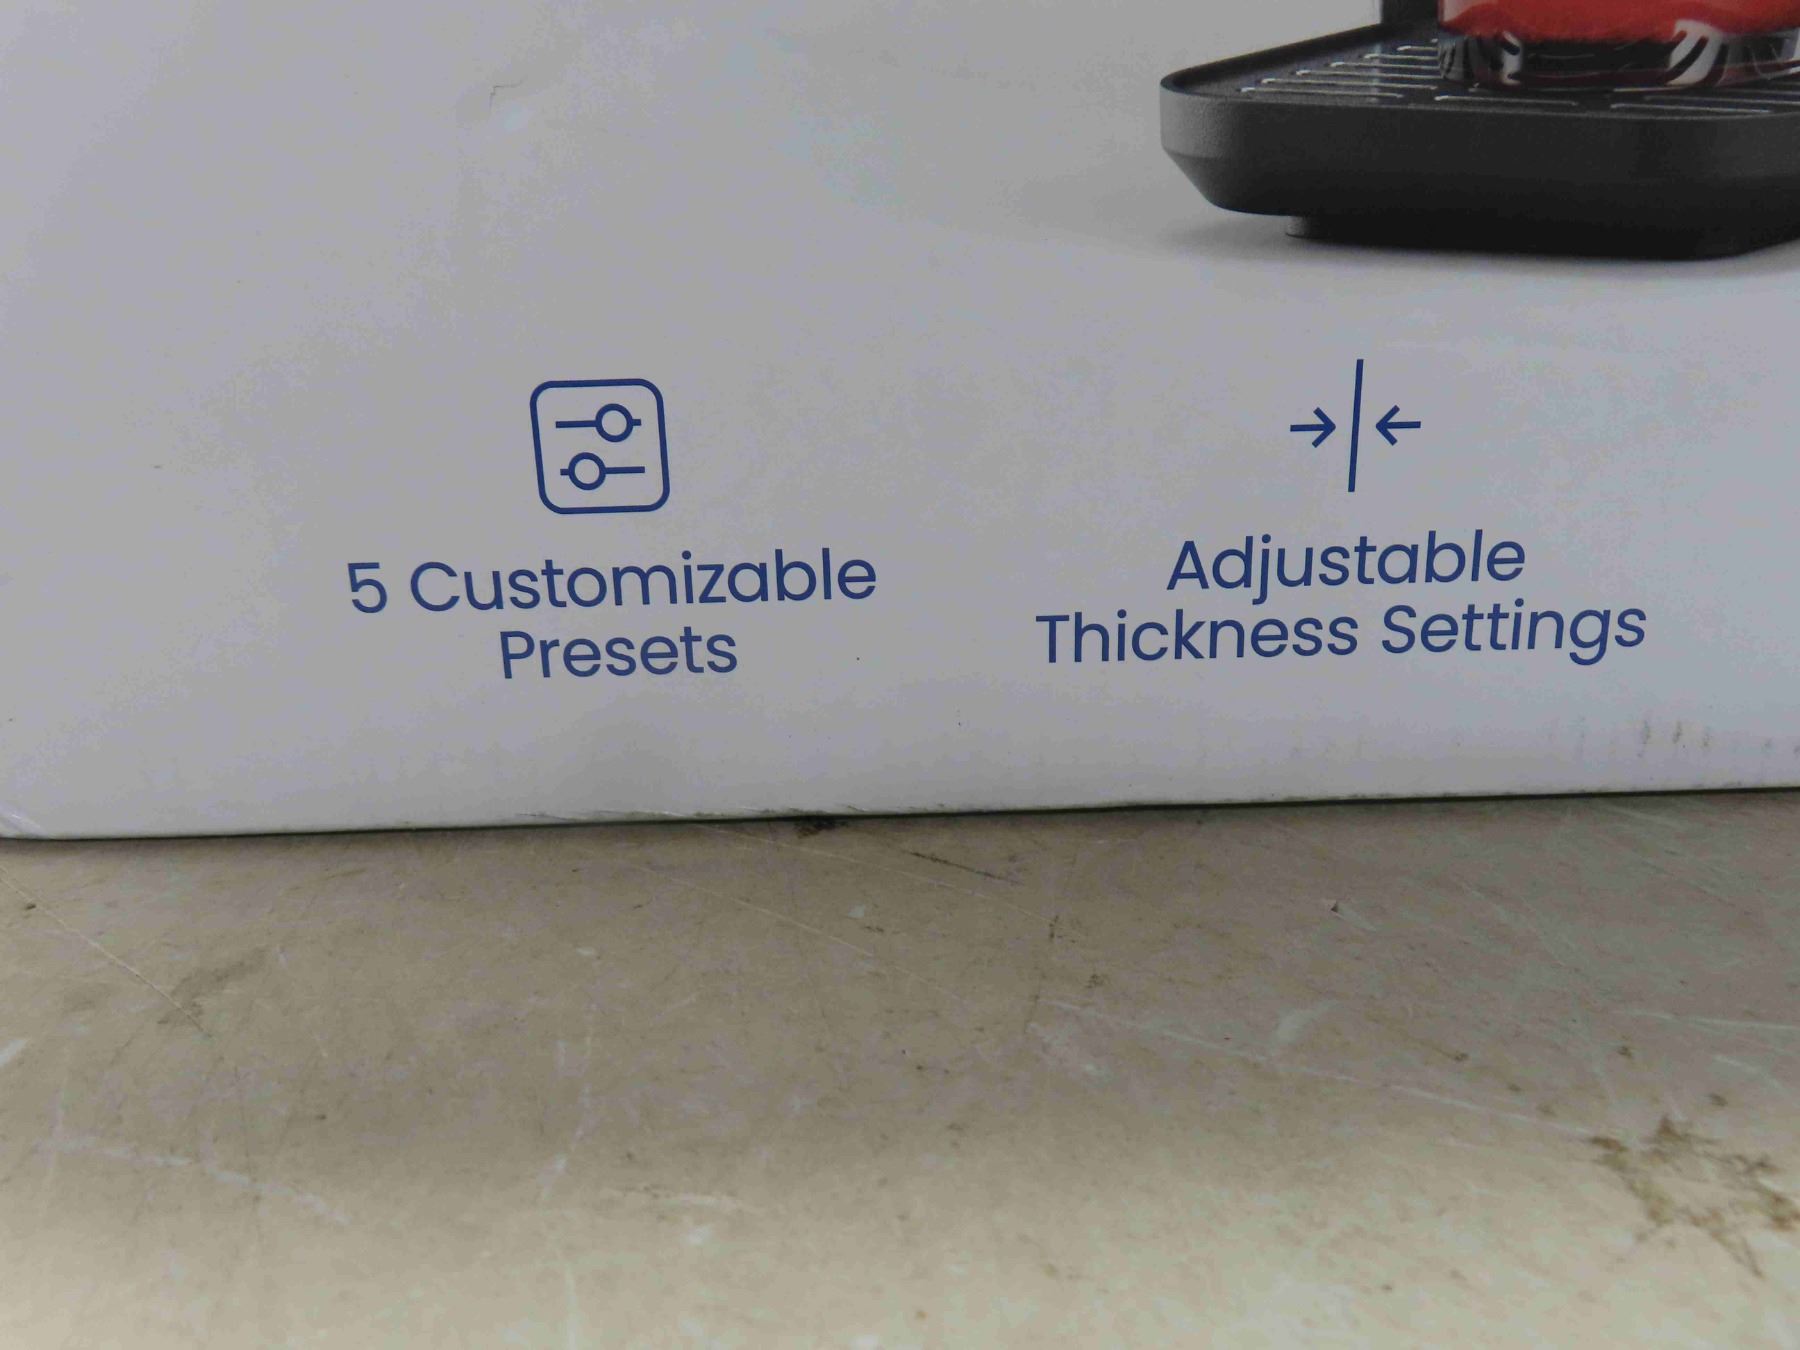 5 Customizable
Presets
Adjustable
Thickness Settings